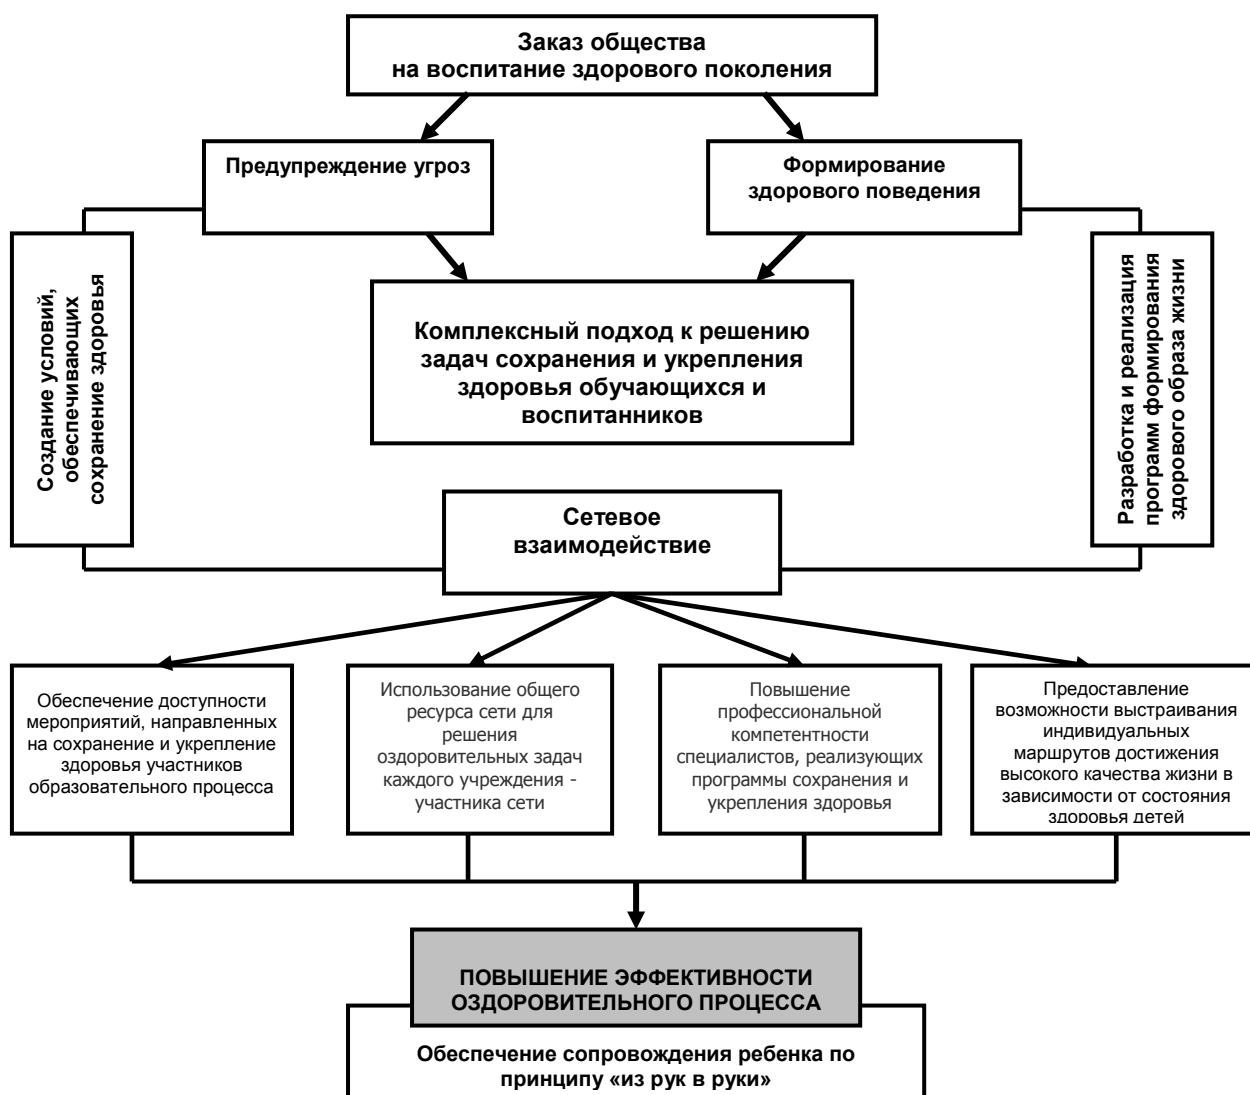 Заказ общества
на воспитание здорового поколения
Предупреждение угроз
Формирование
здорового поведения
Создание условий,
обеспечивающих
сохранение здоровья
Комплексный подход к решению
задач сохранения и укрепления
здоровья обучающихся и
воспитанников
Разработка и реализация
программ формирования
здорового образа жизни
Сетевое
взаимодействие
Обеспечение доступности
мероприятий, направленных
на сохранение и укрепление
здоровья участников
образовательного процесса
Использование общего
ресурса сети для
решения
оздоровительных задач
каждого учреждения -
участника сети
Повышение
профессиональной
компетентности
специалистов, реализующих
программы сохранения и
укрепления здоровья
Предоставление
возможности выстраивания
индивидуальных
маршрутов достижения
высокого качества жизни в
зависимости от состояния
здоровья детей
ПОВЫШЕНИЕ ЭФФЕКТИВНОСТИ
ОЗДОРОВИТЕЛЬНОГО ПРОЦЕССА
Обеспечение сопровождения ребенка по
принципу «из рук в руки»